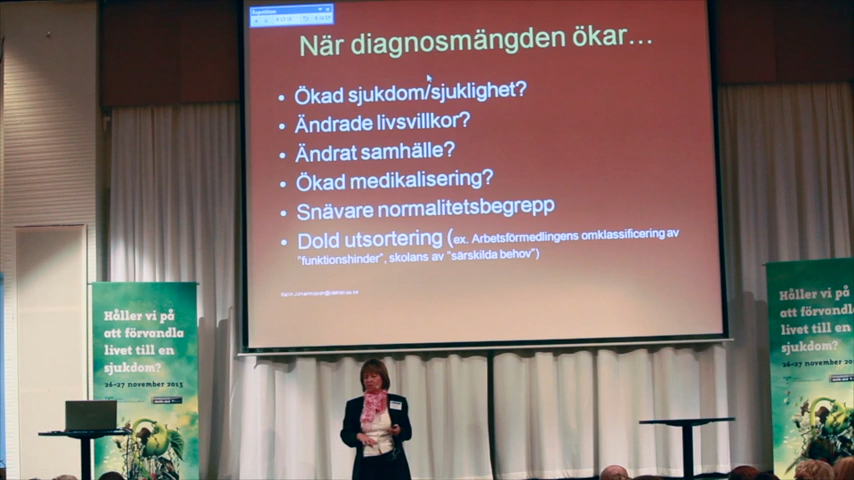 När diagnosmängden ökar…
• Ökad sjukdom/sjuklighet?
• Ändrade livsvillkor?
• Ändrat samhälle?
• Ökad medikalisering?
• Snävare normalitetsbegrepp
• Dold utsortering (ex. Arbetsförmedlingens omklassificering av
"funktionshinder", skolans av "särskilda behov")
Håller vi på
att förvandla
livet till en
sjukdom?
26-27 november 2013
Håller vi på
att förvandla
livet till en
sjukdom?
26-27 november 2013